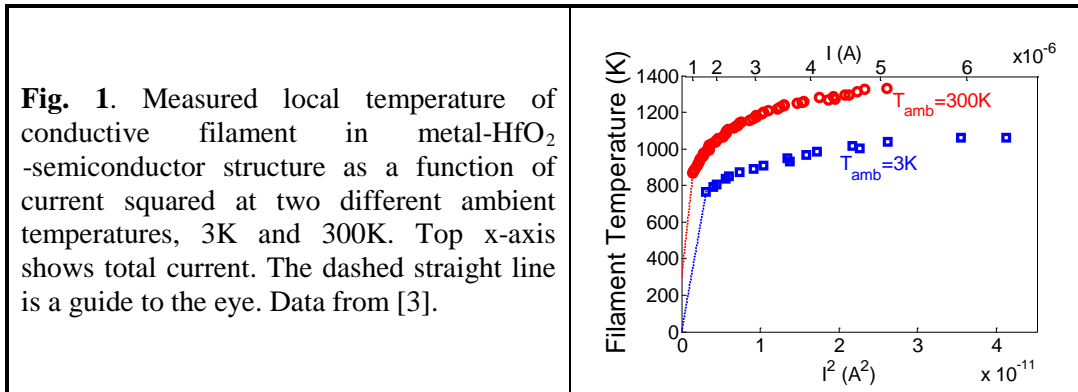 Fig. 1. Measured local temperature of
conductive filament in metal-HfO2
-semiconductor structure as a function of
current squared at two different ambient
temperatures, 3K and 300K. Top x-axis
shows total current. The dashed straight line
is a guide to the eye. Data from [3].
I (A)
x10-6
1 2 3 4 5 6
Filament Temperature (K)
1400
1200
1000
800
600
400
200
0
Tamb=300K
Tamb=3K
0 1 2 3 4
I2 (A2)
x 10-11